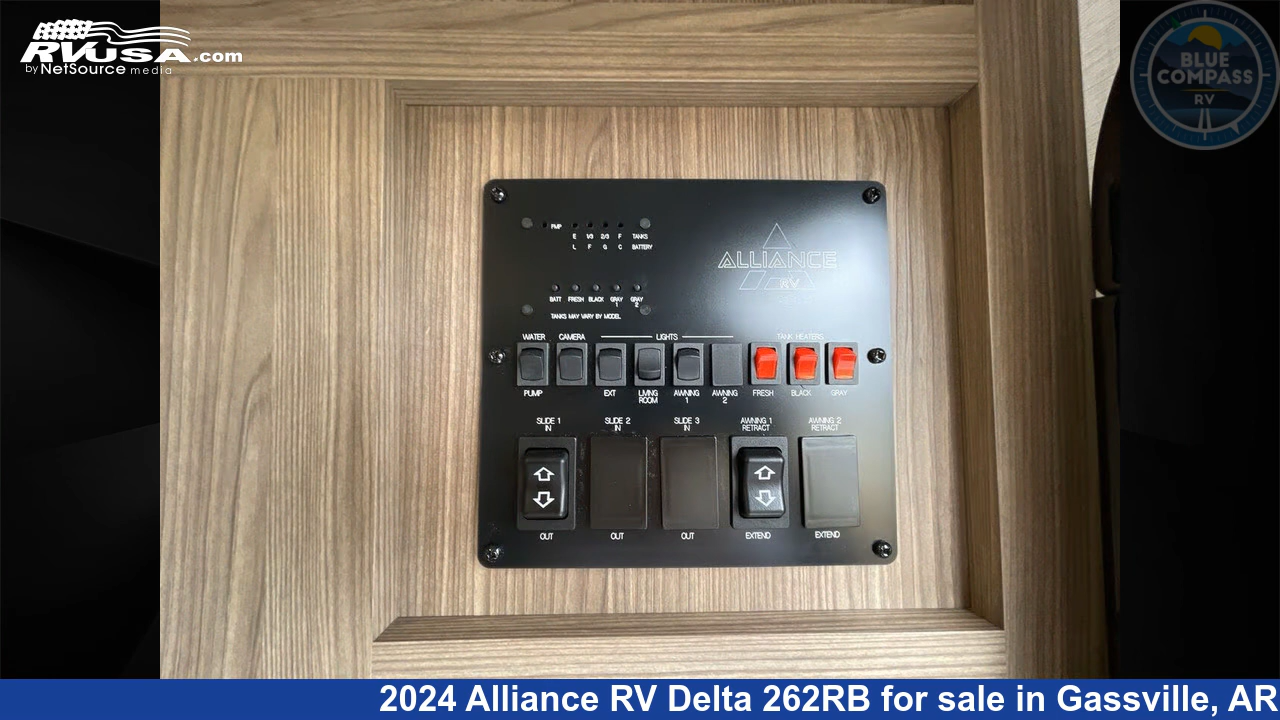 RVUSA.com
by NetSource media
BLUE
COMPASS
RV
PMP
E 1/3 2/3 F TANKS
L F G C BATTERY
ALLIANCE
RV
BATT FRESH BLACK GRAY 1 GRAY 2
TANKS MAY VARY BY MODEL
WATER CAMERA LIGHTS TANK HEATERS
PUMP EXT LIVING ROOM AWNING 1 AWNING 2 FRESH BLACK GRAY
SLIDE 1 IN SLIDE 2 IN SLIDE 3 IN AWNING 1 RETRACT AWNING 2 RETRACT
OUT OUT OUT EXTEND EXTEND
2024 Alliance RV Delta 262RB for sale in Gassville, AR